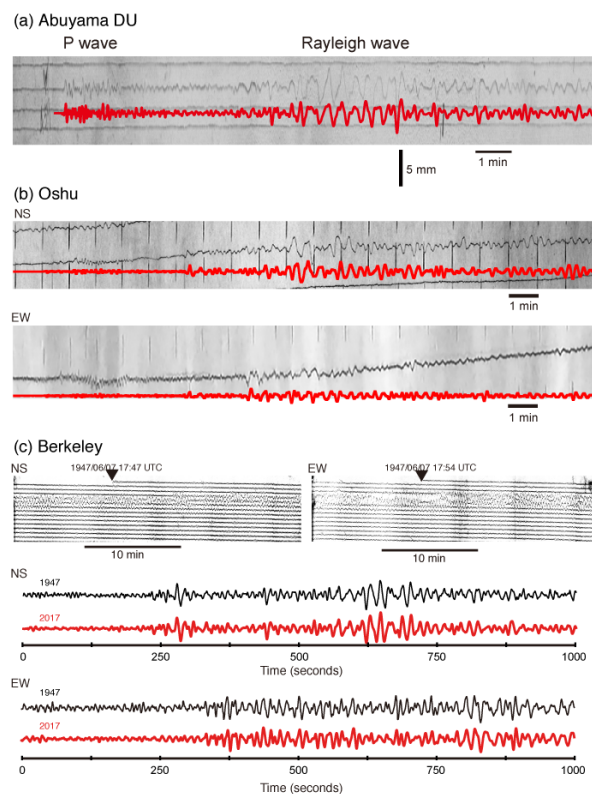 (a) Abuyama DU
P wave Rayleigh wave
5 mm
1 min
(b) Oshu
NS
1 min
EW
1 min
(c) Berkeley
NS 1947/06/07 17:47 UTC EW 1947/06/07 17:54 UTC
10 min 10 min
NS
1947
2017
0 250 500 750 1000
Time (seconds)
EW
1947
2017
0 250 500 750 1000
Time (seconds)